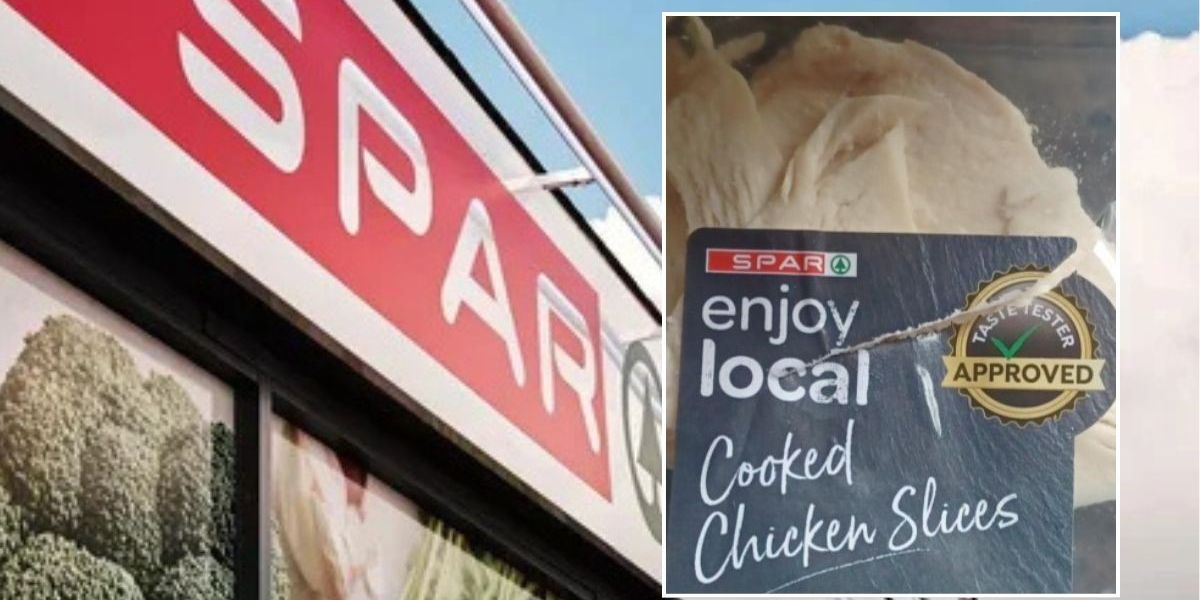 SPAR
SPAR
enjoy
local
TASTE TESTER
APPROVED
Cooked
Chicken Slices